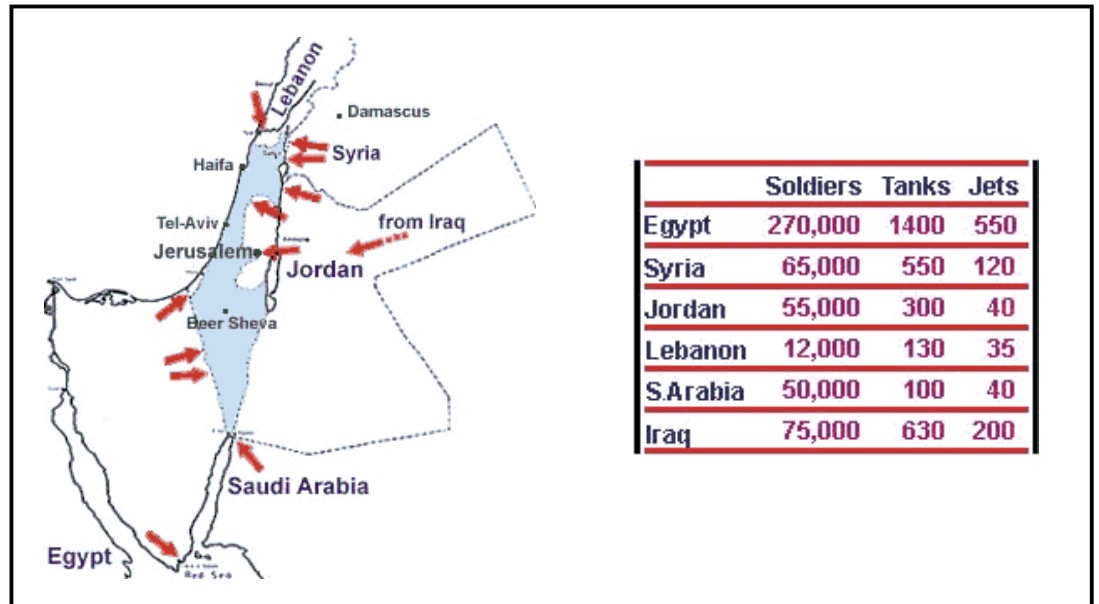 Lebanon
Damascus
Syria
Haifa
Tel-Aviv
from Iraq
Jerusalem
Jordan
Beer Sheva
Saudi Arabia
Egypt
Red Sea
Soldiers Tanks Jets
Egypt 270,000 1400 550
Syria 65,000 550 120
Jordan 55,000 300 40
Lebanon 12,000 130 35
S.Arabia 50,000 100 40
Iraq 75,000 630 200